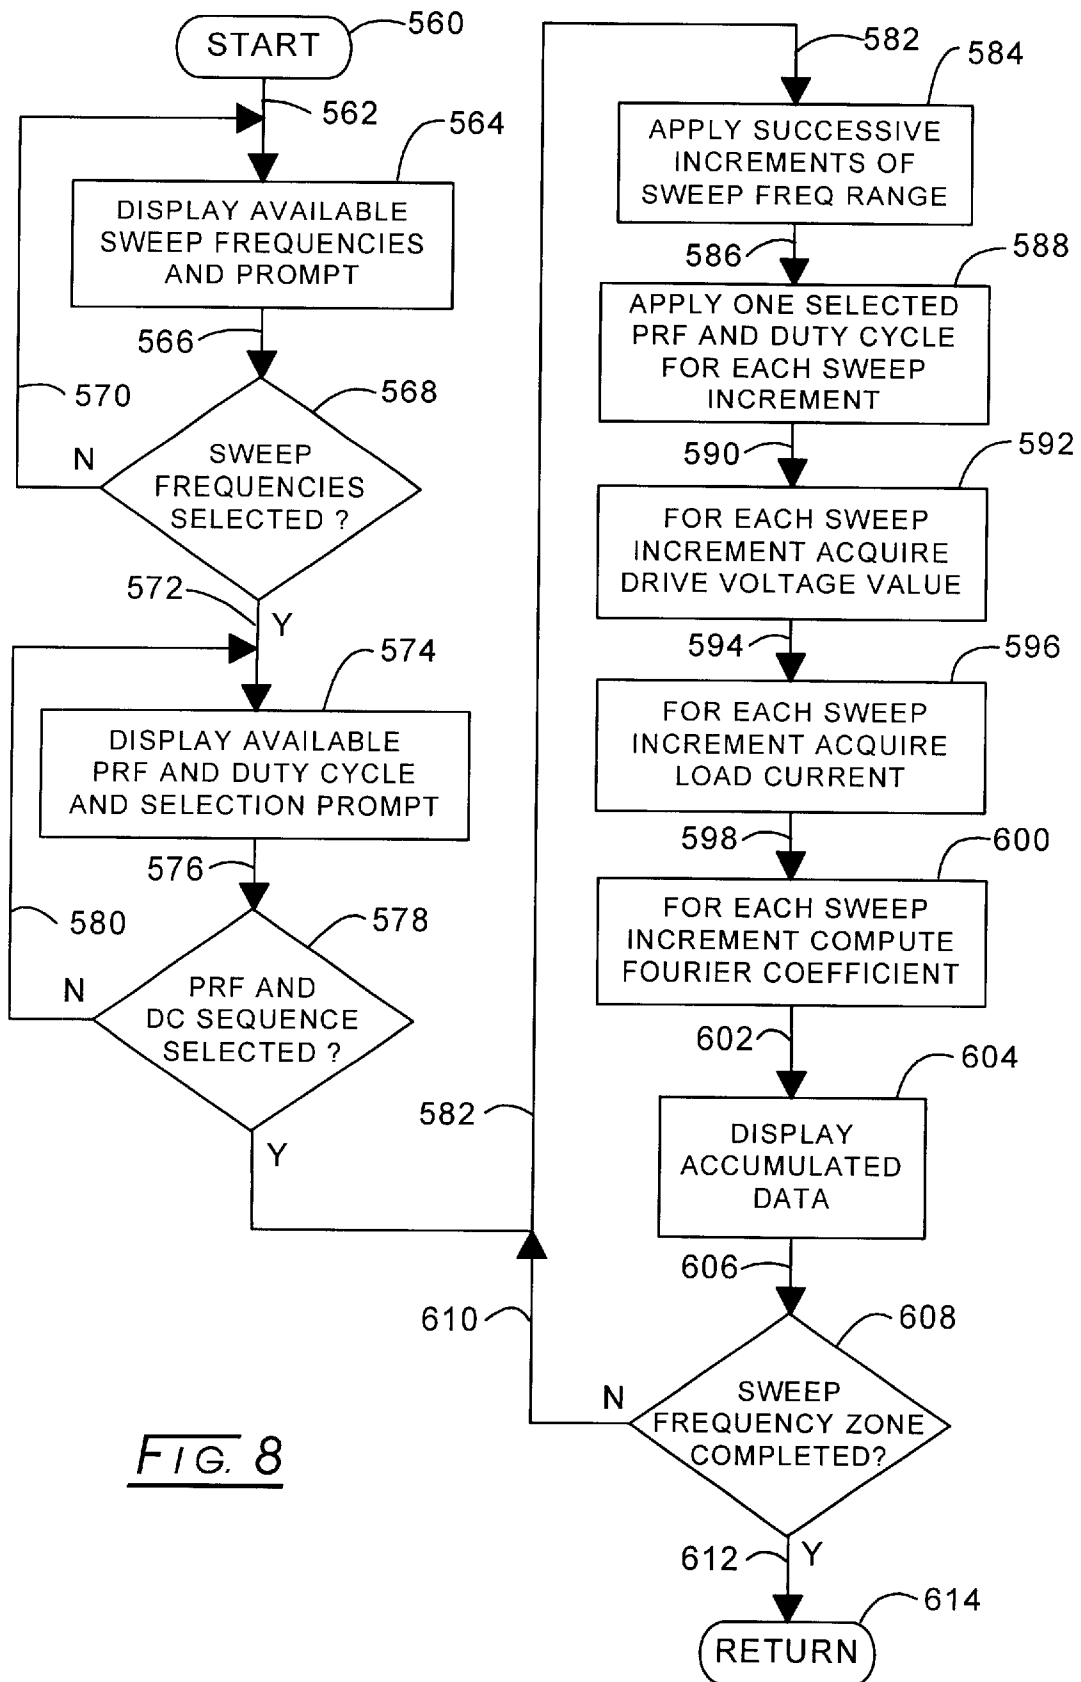 START
560
562
564
DISPLAY AVAILABLE
SWEEP FREQUENCIES
AND PROMPT
566
570
568
N
SWEEP
FREQUENCIES
SELECTED ?
572
Y
574
DISPLAY AVAILABLE
PRF AND DUTY CYCLE
AND SELECTION PROMPT
576
580
578
N
PRF AND
DC SEQUENCE
SELECTED ?
Y
582
582
584
APPLY SUCCESSIVE
INCREMENTS OF
SWEEP FREQ RANGE
586
588
APPLY ONE SELECTED
PRF AND DUTY CYCLE
FOR EACH SWEEP
INCREMENT
590
592
FOR EACH SWEEP
INCREMENT ACQUIRE
DRIVE VOLTAGE VALUE
594
596
FOR EACH SWEEP
INCREMENT ACQUIRE
LOAD CURRENT
598
600
FOR EACH SWEEP
INCREMENT COMPUTE
FOURIER COEFFICIENT
602
604
DISPLAY
ACCUMULATED
DATA
606
610
608
N
SWEEP
FREQUENCY ZONE
COMPLETED?
612
Y
614
RETURN
FIG. 8